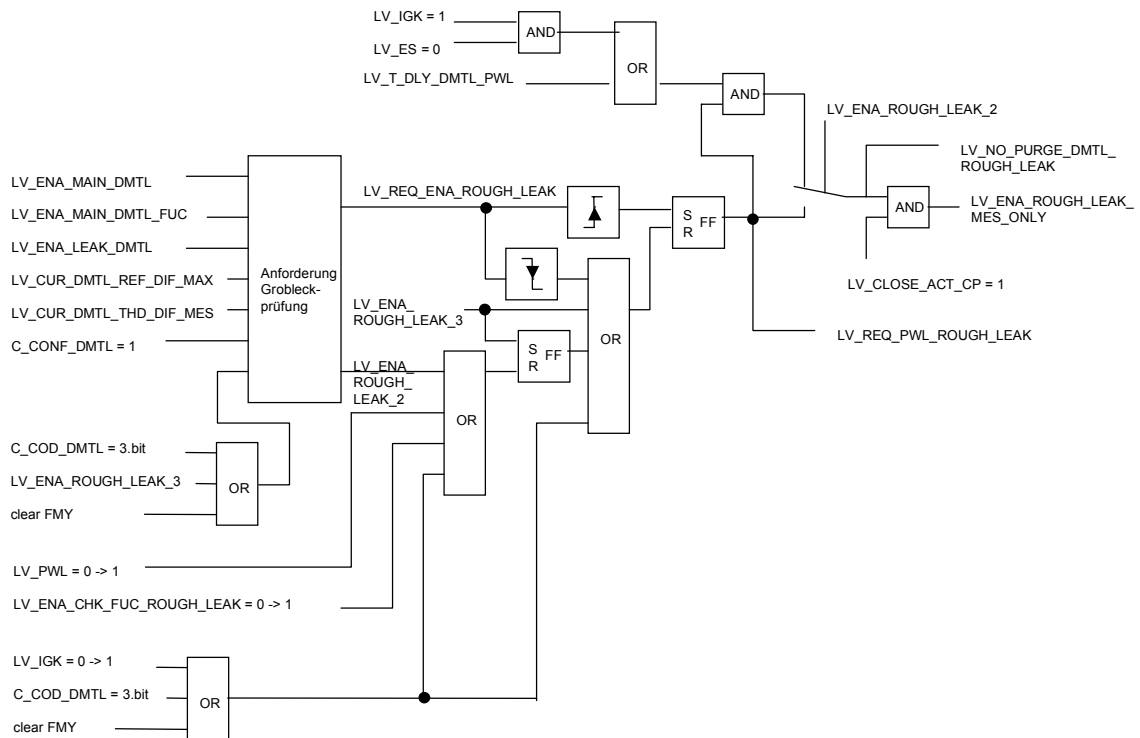 LV_IGK = 1
AND
LV_ES = 0
OR
LV_T_DLY_DMTL_PWL
AND
LV_ENA_ROUGH_LEAK_2
LV_NO_PURGE_DMTL_
ROUGH_LEAK
LV_ENA_MAIN_DMTL
LV_REQ_ENA_ROUGH_LEAK
LV_ENA_ROUGH_LEAK_
MES_ONLY
AND
LV_ENA_MAIN_DMTL_FUC
S
R
FF
LV_ENA_LEAK_DMTL
Anforderung
Grobleck-
prüfung
LV_CUR_DMTL_REF_DIF_MAX
LV_CLOSE_ACT_CP = 1
LV_CUR_DMTL_THD_DIF_MES
LV_ENA_
ROUGH_LEAK_3
OR
LV_REQ_PWL_ROUGH_LEAK
C_CONF_DMTL = 1
S
R
FF
LV_ENA_
ROUGH_
LEAK_2
OR
C_COD_DMTL = 3.bit
LV_ENA_ROUGH_LEAK_3
OR
clear FMY
LV_PWL = 0 -> 1
LV_ENA_CHK_FUC_ROUGH_LEAK = 0 -> 1
LV_IGK = 0 -> 1
C_COD_DMTL = 3.bit
OR
clear FMY